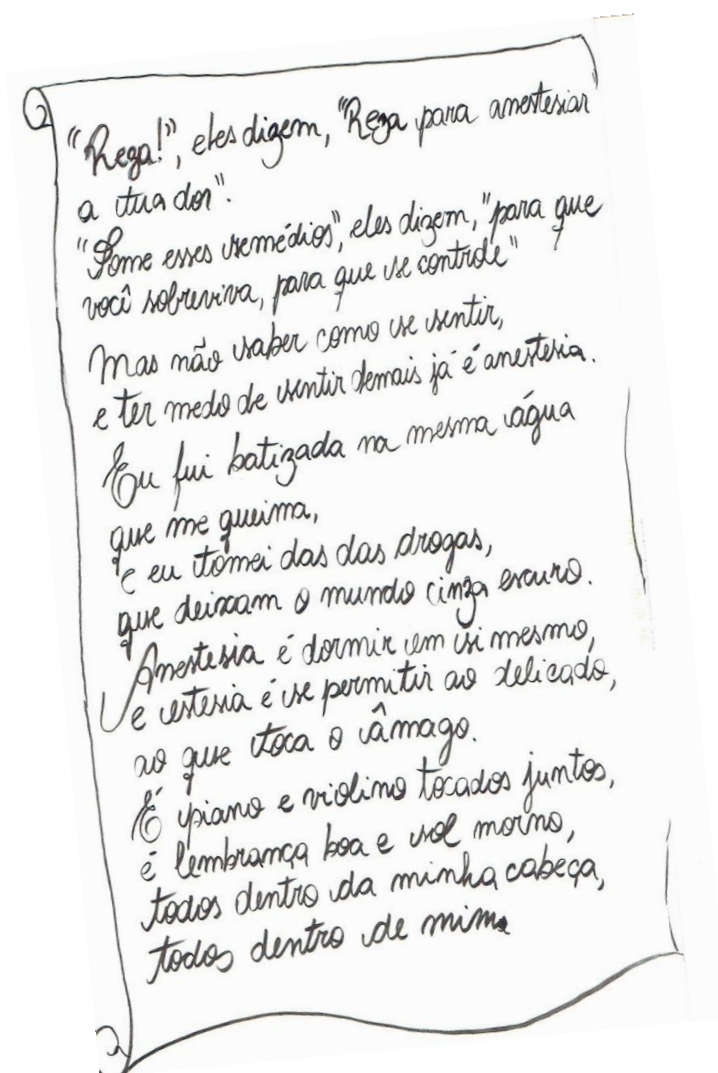 "Reza!", eles dizem, "Reza para anestesiar
a tua dor".
"Tome esses remédios", eles dizem, "para que
você sobreviva, para que se controle"
Mas não saber como se sentir,
e ter medo de sentir demais já é anestesia.
Eu fui batizada na mesma água
que me queima,
e eu tomei das das drogas,
que deixam o mundo cinza escuro.
Anestesia é dormir em si mesmo,
e estesia é se permitir ao delicado,
ao que toca o âmago.
É piano e violino tocados juntos,
é lembrança boa e sol morno,
todos dentro da minha cabeça,
todos dentro de mim.